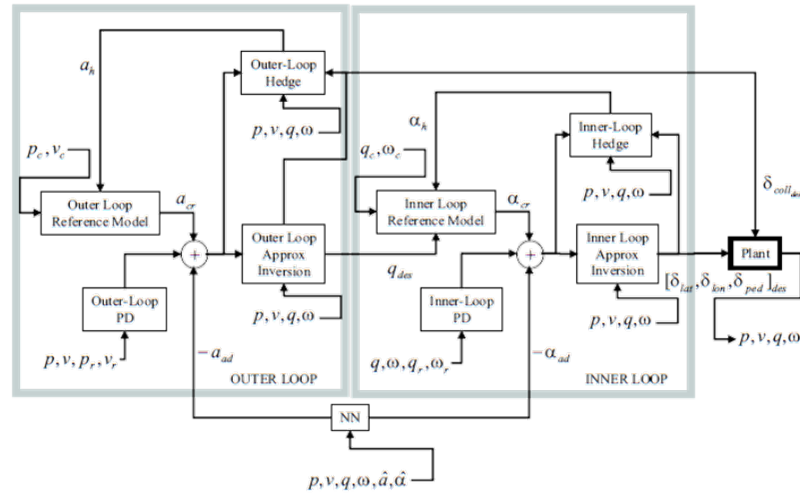 Outer-Loop
Hedge
a_h
p, v, q, ω
p_c, v_c
Outer Loop
Reference Model
a_cr
+
Outer Loop
Approx
Inversion
q_des
Outer-Loop
PD
p, v, q, ω
p, v, p_r, v_r
−a_ad
OUTER LOOP
Inner-Loop
Hedge
α_h
q_c, ω_c
p, v, q, ω
Inner Loop
Reference Model
α_cr
+
Inner Loop
Approx
Inversion
Inner-Loop
PD
p, v, q, ω
q, ω, q_r, ω_r
−α_ad
INNER LOOP
δ_coll
Plant
[δ_lat, δ_lon, δ_ped]_des
p, v, q, ω
NN
p, v, q, ω, â, α̂